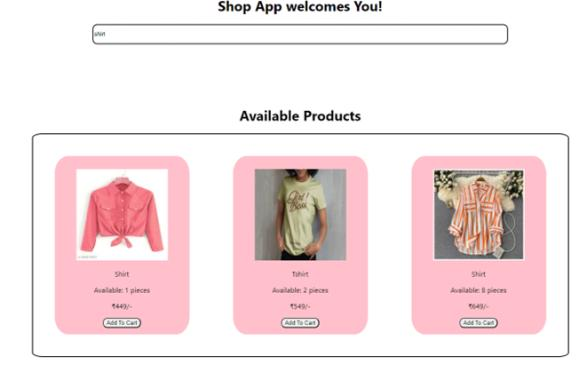 Shop App welcomes You!
shirt
Available Products
Shirt
Available: 1 pieces
₹449/-
Add To Cart
Tshirt
Available: 2 pieces
₹549/-
Add To Cart
Shirt
Available: 8 pieces
₹649/-
Add To Cart